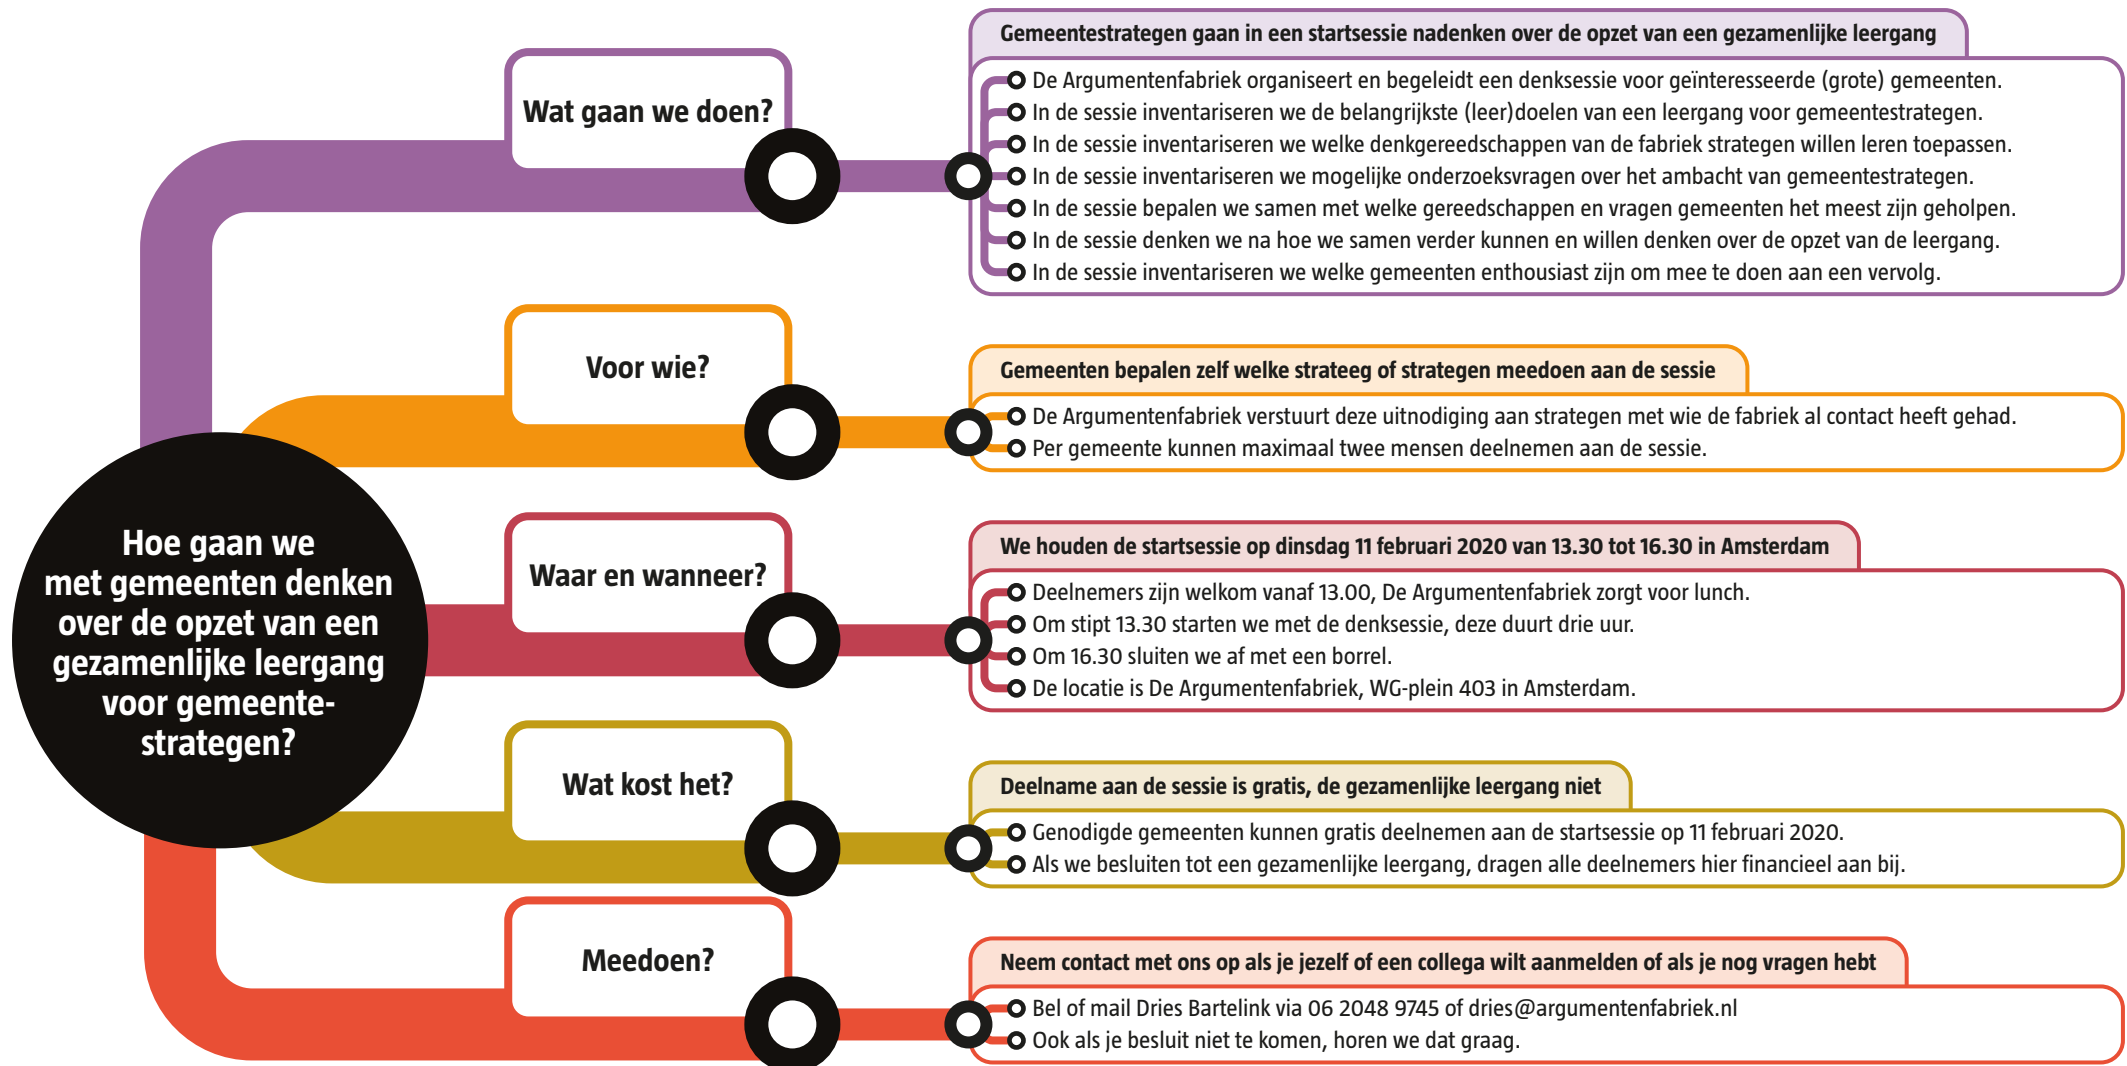 Hoe gaan we
met gemeenten denken
over de opzet van een
gezamenlijke leergang
voor gemeente-
strategen?
Wat gaan we doen?
Gemeentestrategen gaan in een startsessie nadenken over de opzet van een gezamenlijke leergang
De Argumentenfabriek organiseert en begeleidt een denksessie voor geïnteresseerde (grote) gemeenten.
In de sessie inventariseren we de belangrijkste (leer)doelen van een leergang voor gemeentestrategen.
In de sessie inventariseren we welke denkgereedschappen van de fabriek strategen willen leren toepassen.
In de sessie inventariseren we mogelijke onderzoeksvragen over het ambacht van gemeentestrategen.
In de sessie bepalen we samen met welke gereedschappen en vragen gemeenten het meest zijn geholpen.
In de sessie denken we na hoe we samen verder kunnen en willen denken over de opzet van de leergang.
In de sessie inventariseren we welke gemeenten enthousiast zijn om mee te doen aan een vervolg.
Voor wie?
Gemeenten bepalen zelf welke strateeg of strategen meedoen aan de sessie
De Argumentenfabriek verstuurt deze uitnodiging aan strategen met wie de fabriek al contact heeft gehad.
Per gemeente kunnen maximaal twee mensen deelnemen aan de sessie.
Waar en wanneer?
We houden de startsessie op dinsdag 11 februari 2020 van 13.30 tot 16.30 in Amsterdam
Deelnemers zijn welkom vanaf 13.00, De Argumentenfabriek zorgt voor lunch.
Om stipt 13.30 starten we met de denksessie, deze duurt drie uur.
Om 16.30 sluiten we af met een borrel.
De locatie is De Argumentenfabriek, WG-plein 403 in Amsterdam.
Wat kost het?
Deelname aan de sessie is gratis, de gezamenlijke leergang niet
Genodigde gemeenten kunnen gratis deelnemen aan de startsessie op 11 februari 2020.
Als we besluiten tot een gezamenlijke leergang, dragen alle deelnemers hier financieel aan bij.
Meedoen?
Neem contact met ons op als je jezelf of een collega wilt aanmelden of als je nog vragen hebt
Bel of mail Dries Bartelink via 06 2048 9745 of dries@argumentenfabriek.nl
Ook als je besluit niet te komen, horen we dat graag.